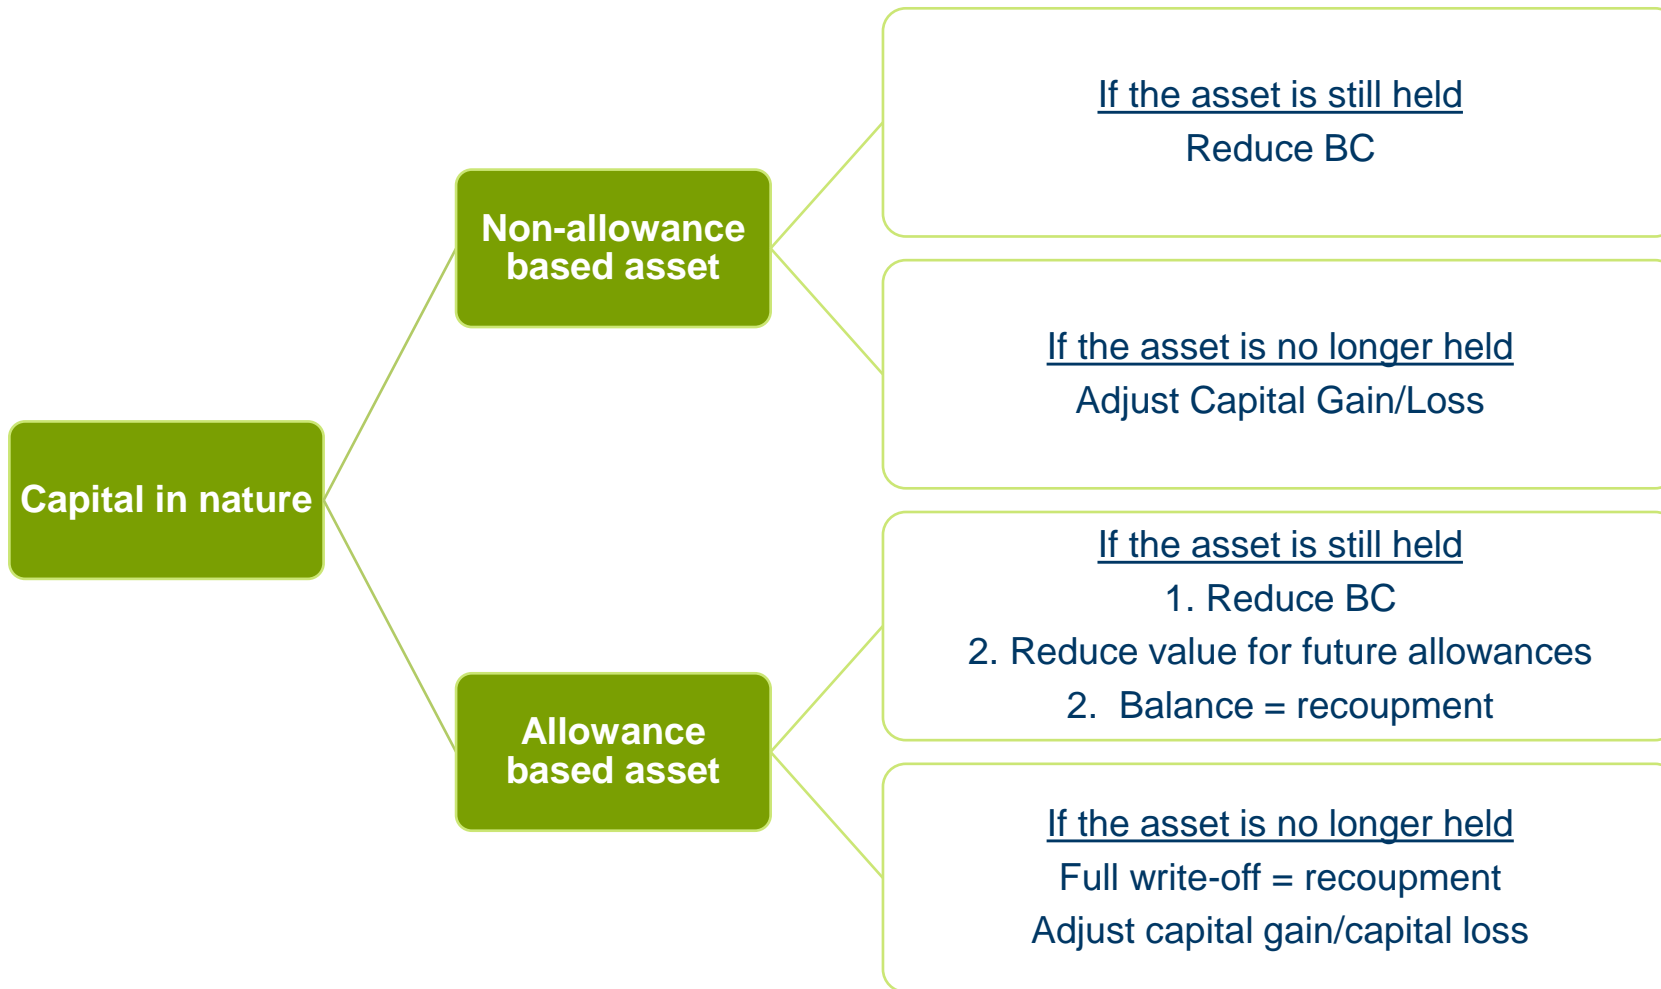 Capital in nature
Non-allowance
based asset
If the asset is still held
Reduce BC
If the asset is no longer held
Adjust Capital Gain/Loss
Allowance
based asset
If the asset is still held
1. Reduce BC
2. Reduce value for future allowances
2. Balance = recoupment
If the asset is no longer held
Full write-off = recoupment
Adjust capital gain/capital loss